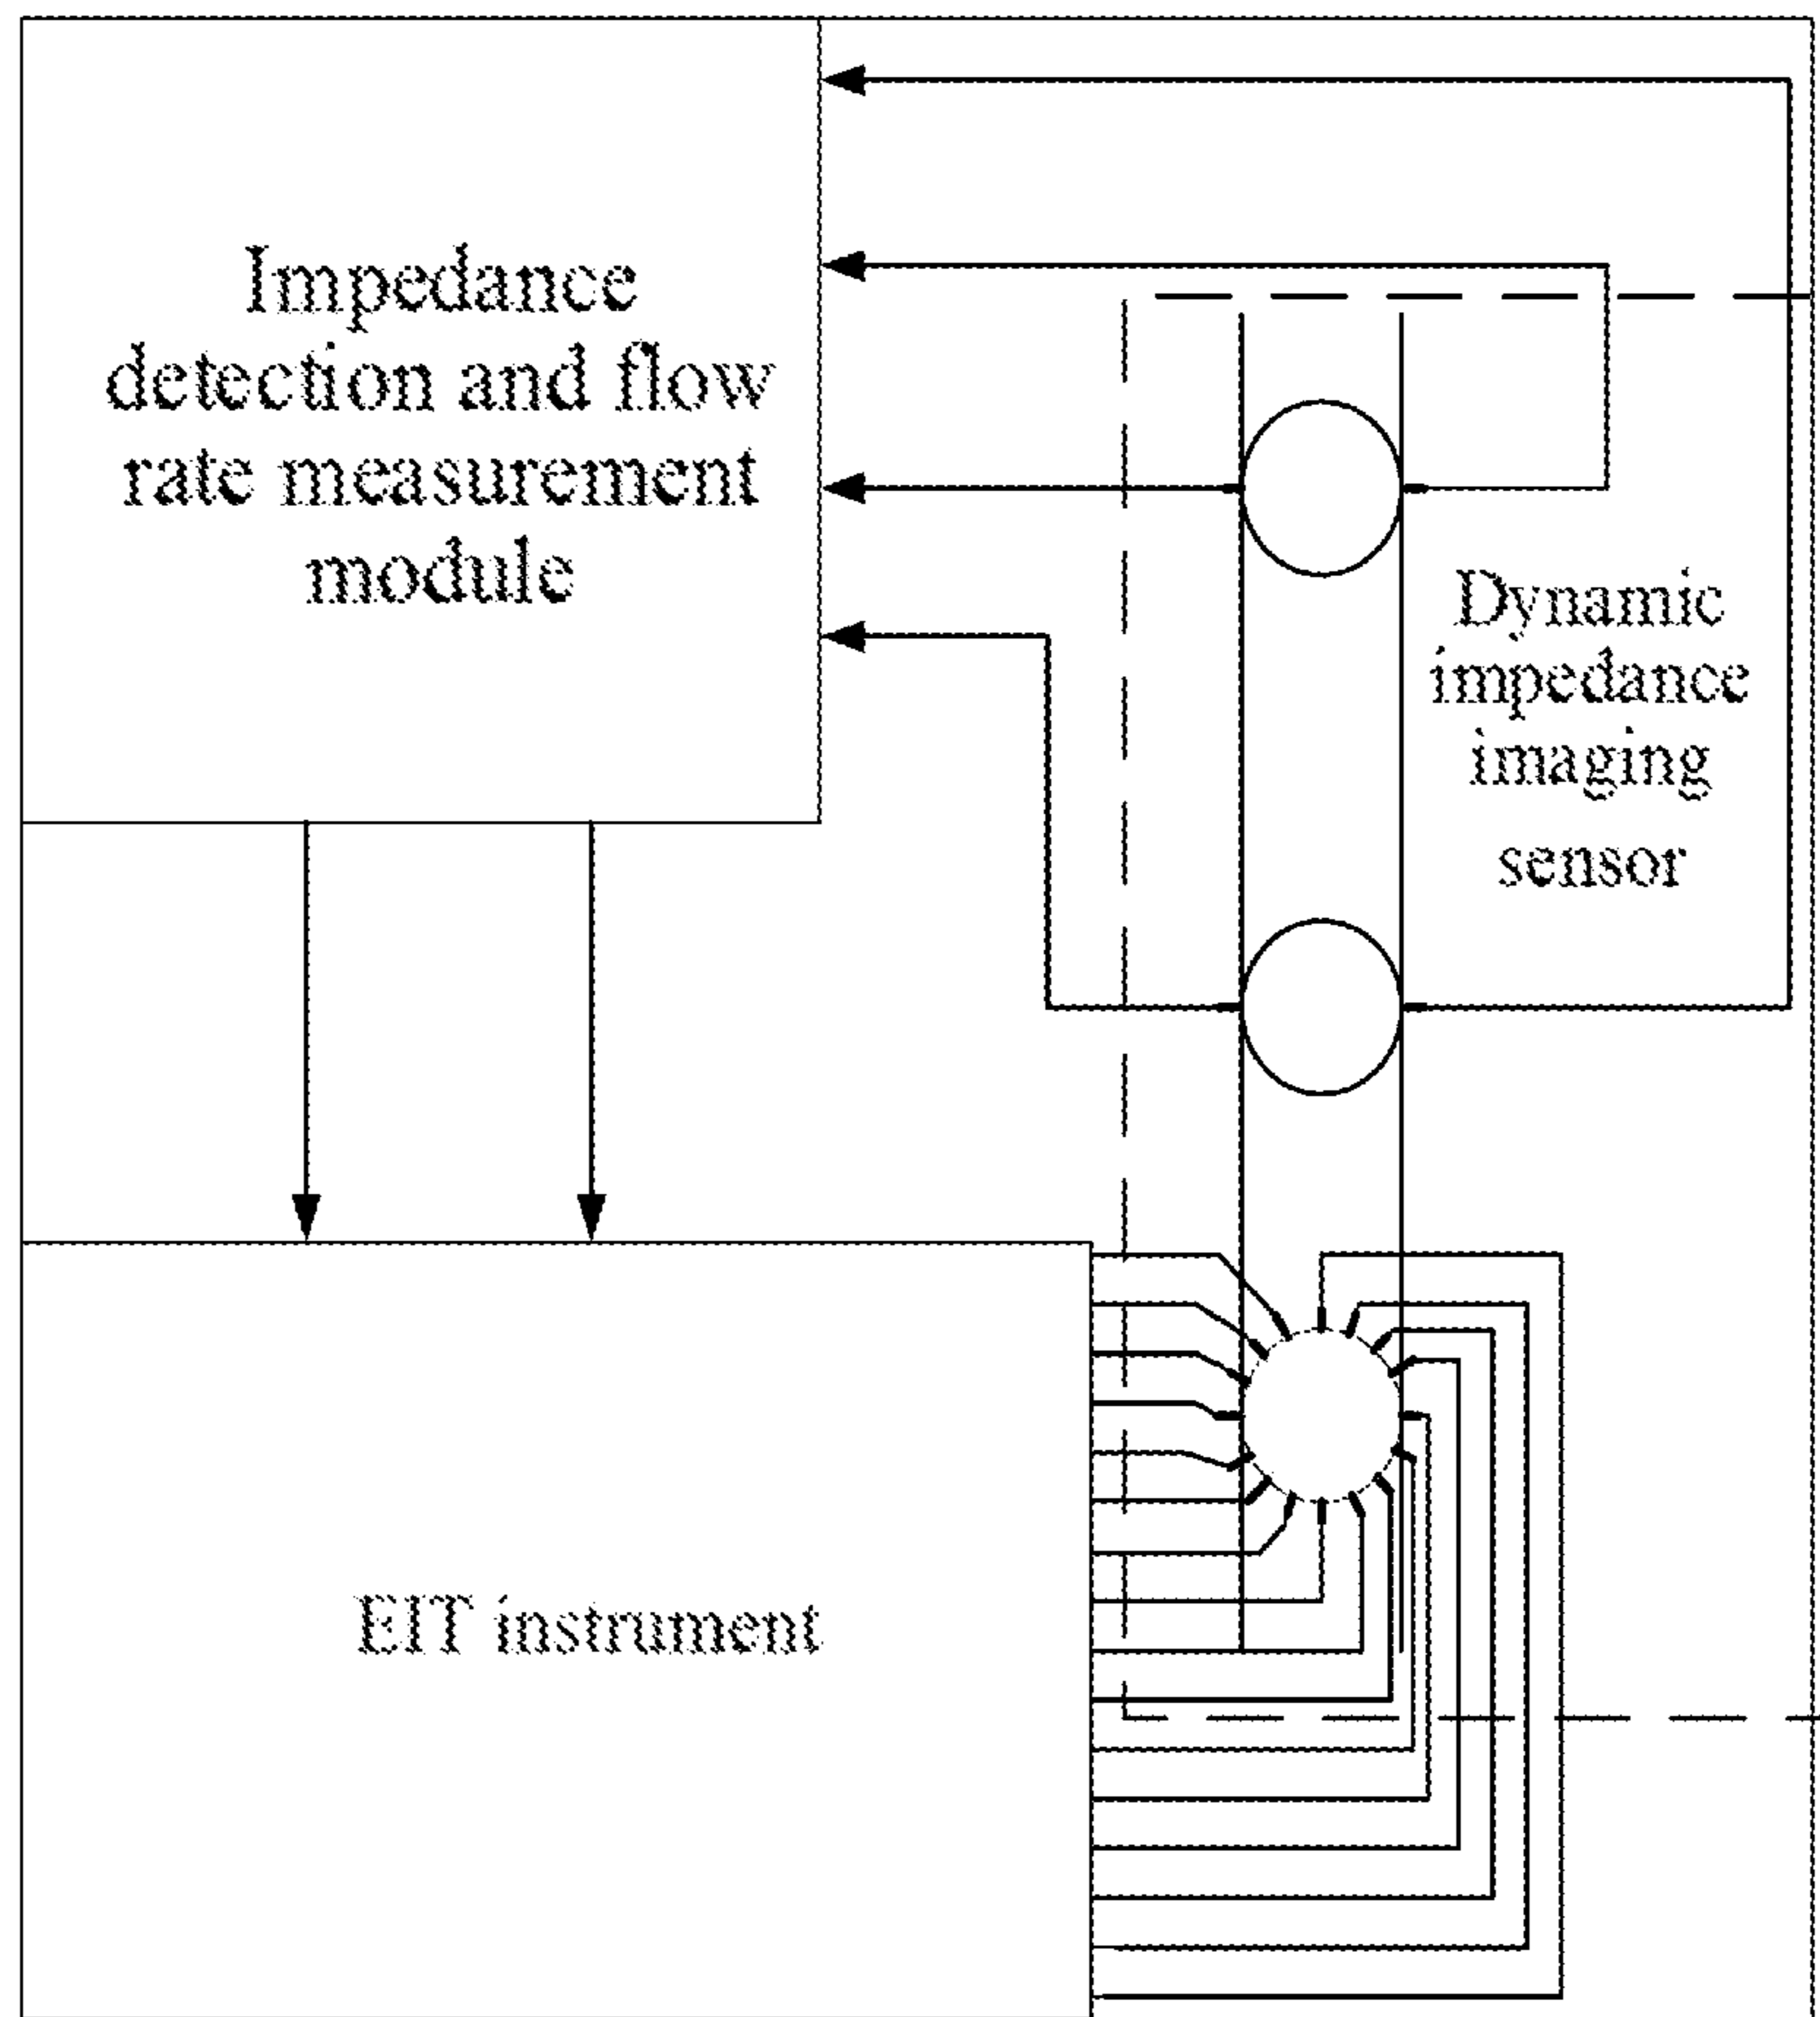 Impedance
detection and flow
rate measurement
module
Dynamic
impedance
imaging
sensor
EIT instrument